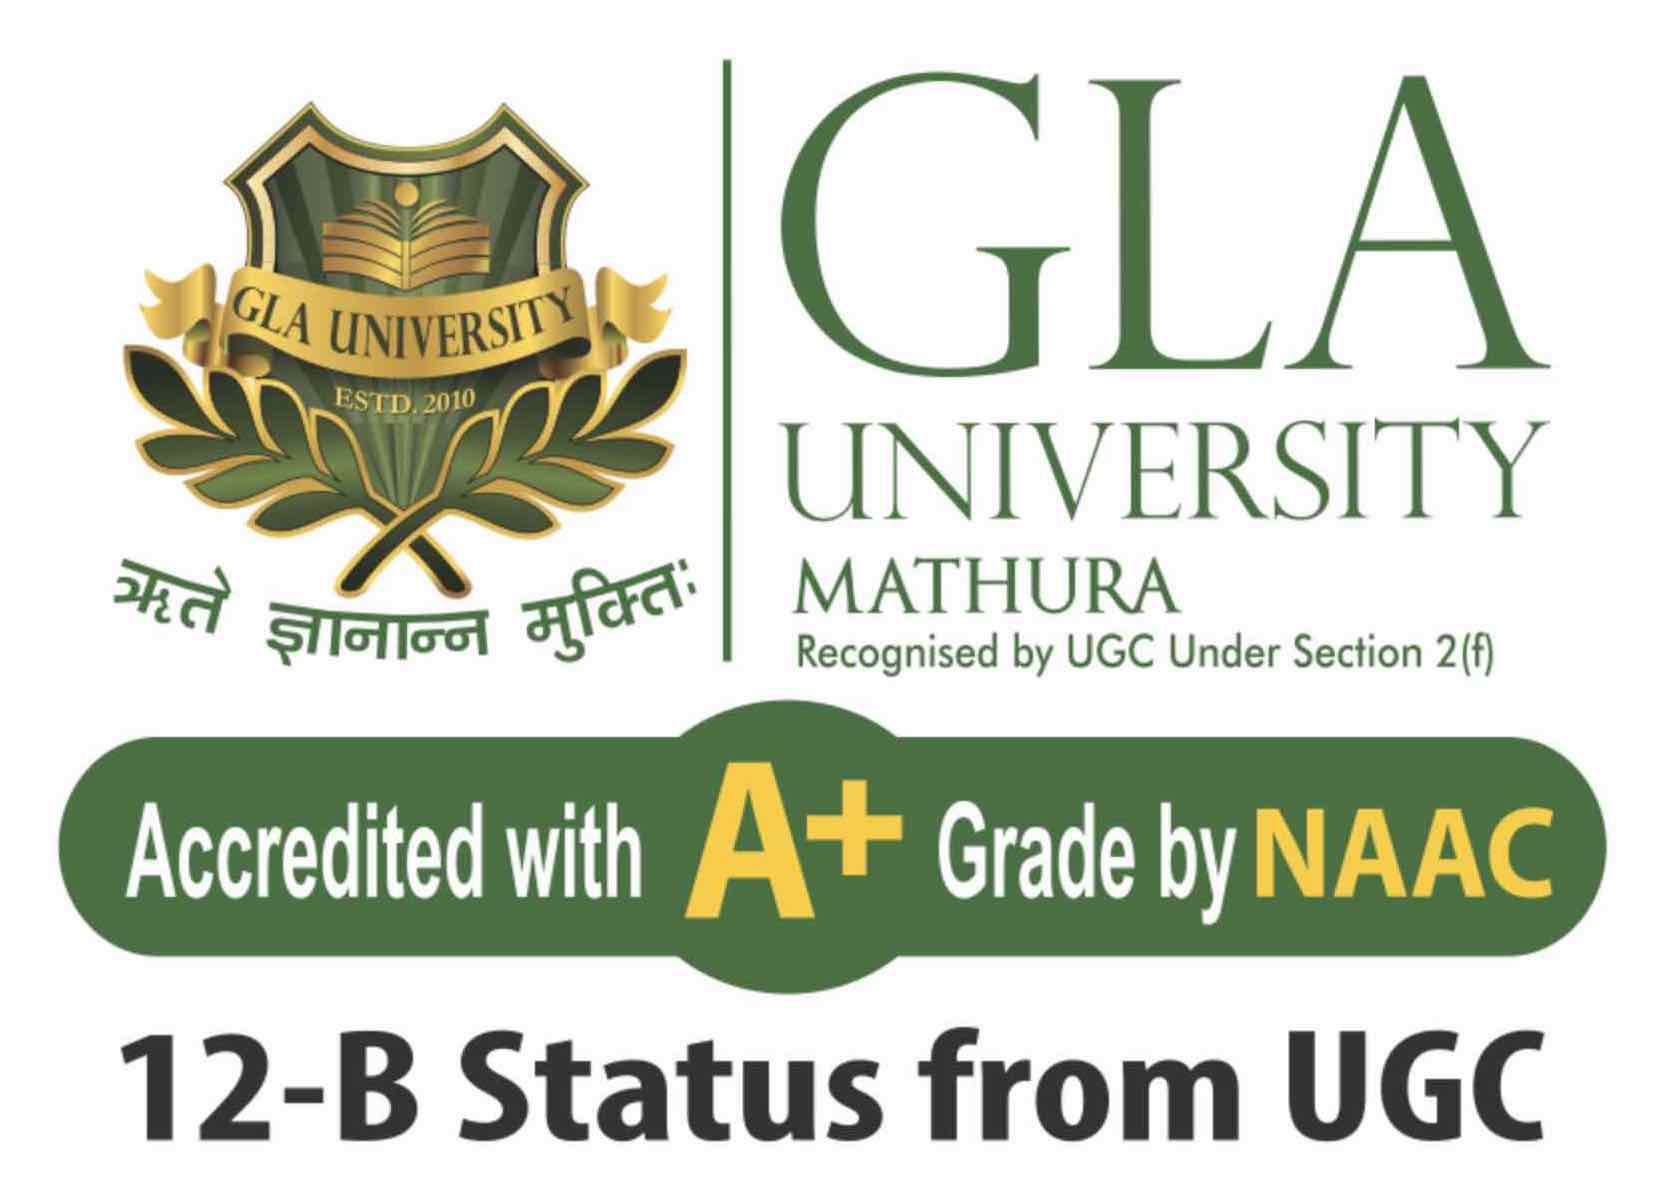 GLA UNIVERSITY
ESTD. 2010
ऋते ज्ञानान्न मुक्तिः
GLA
UNIVERSITY
MATHURA
Recognised by UGC Under Section 2(f)
Accredited with A+ Grade by NAAC
12-B Status from UGC